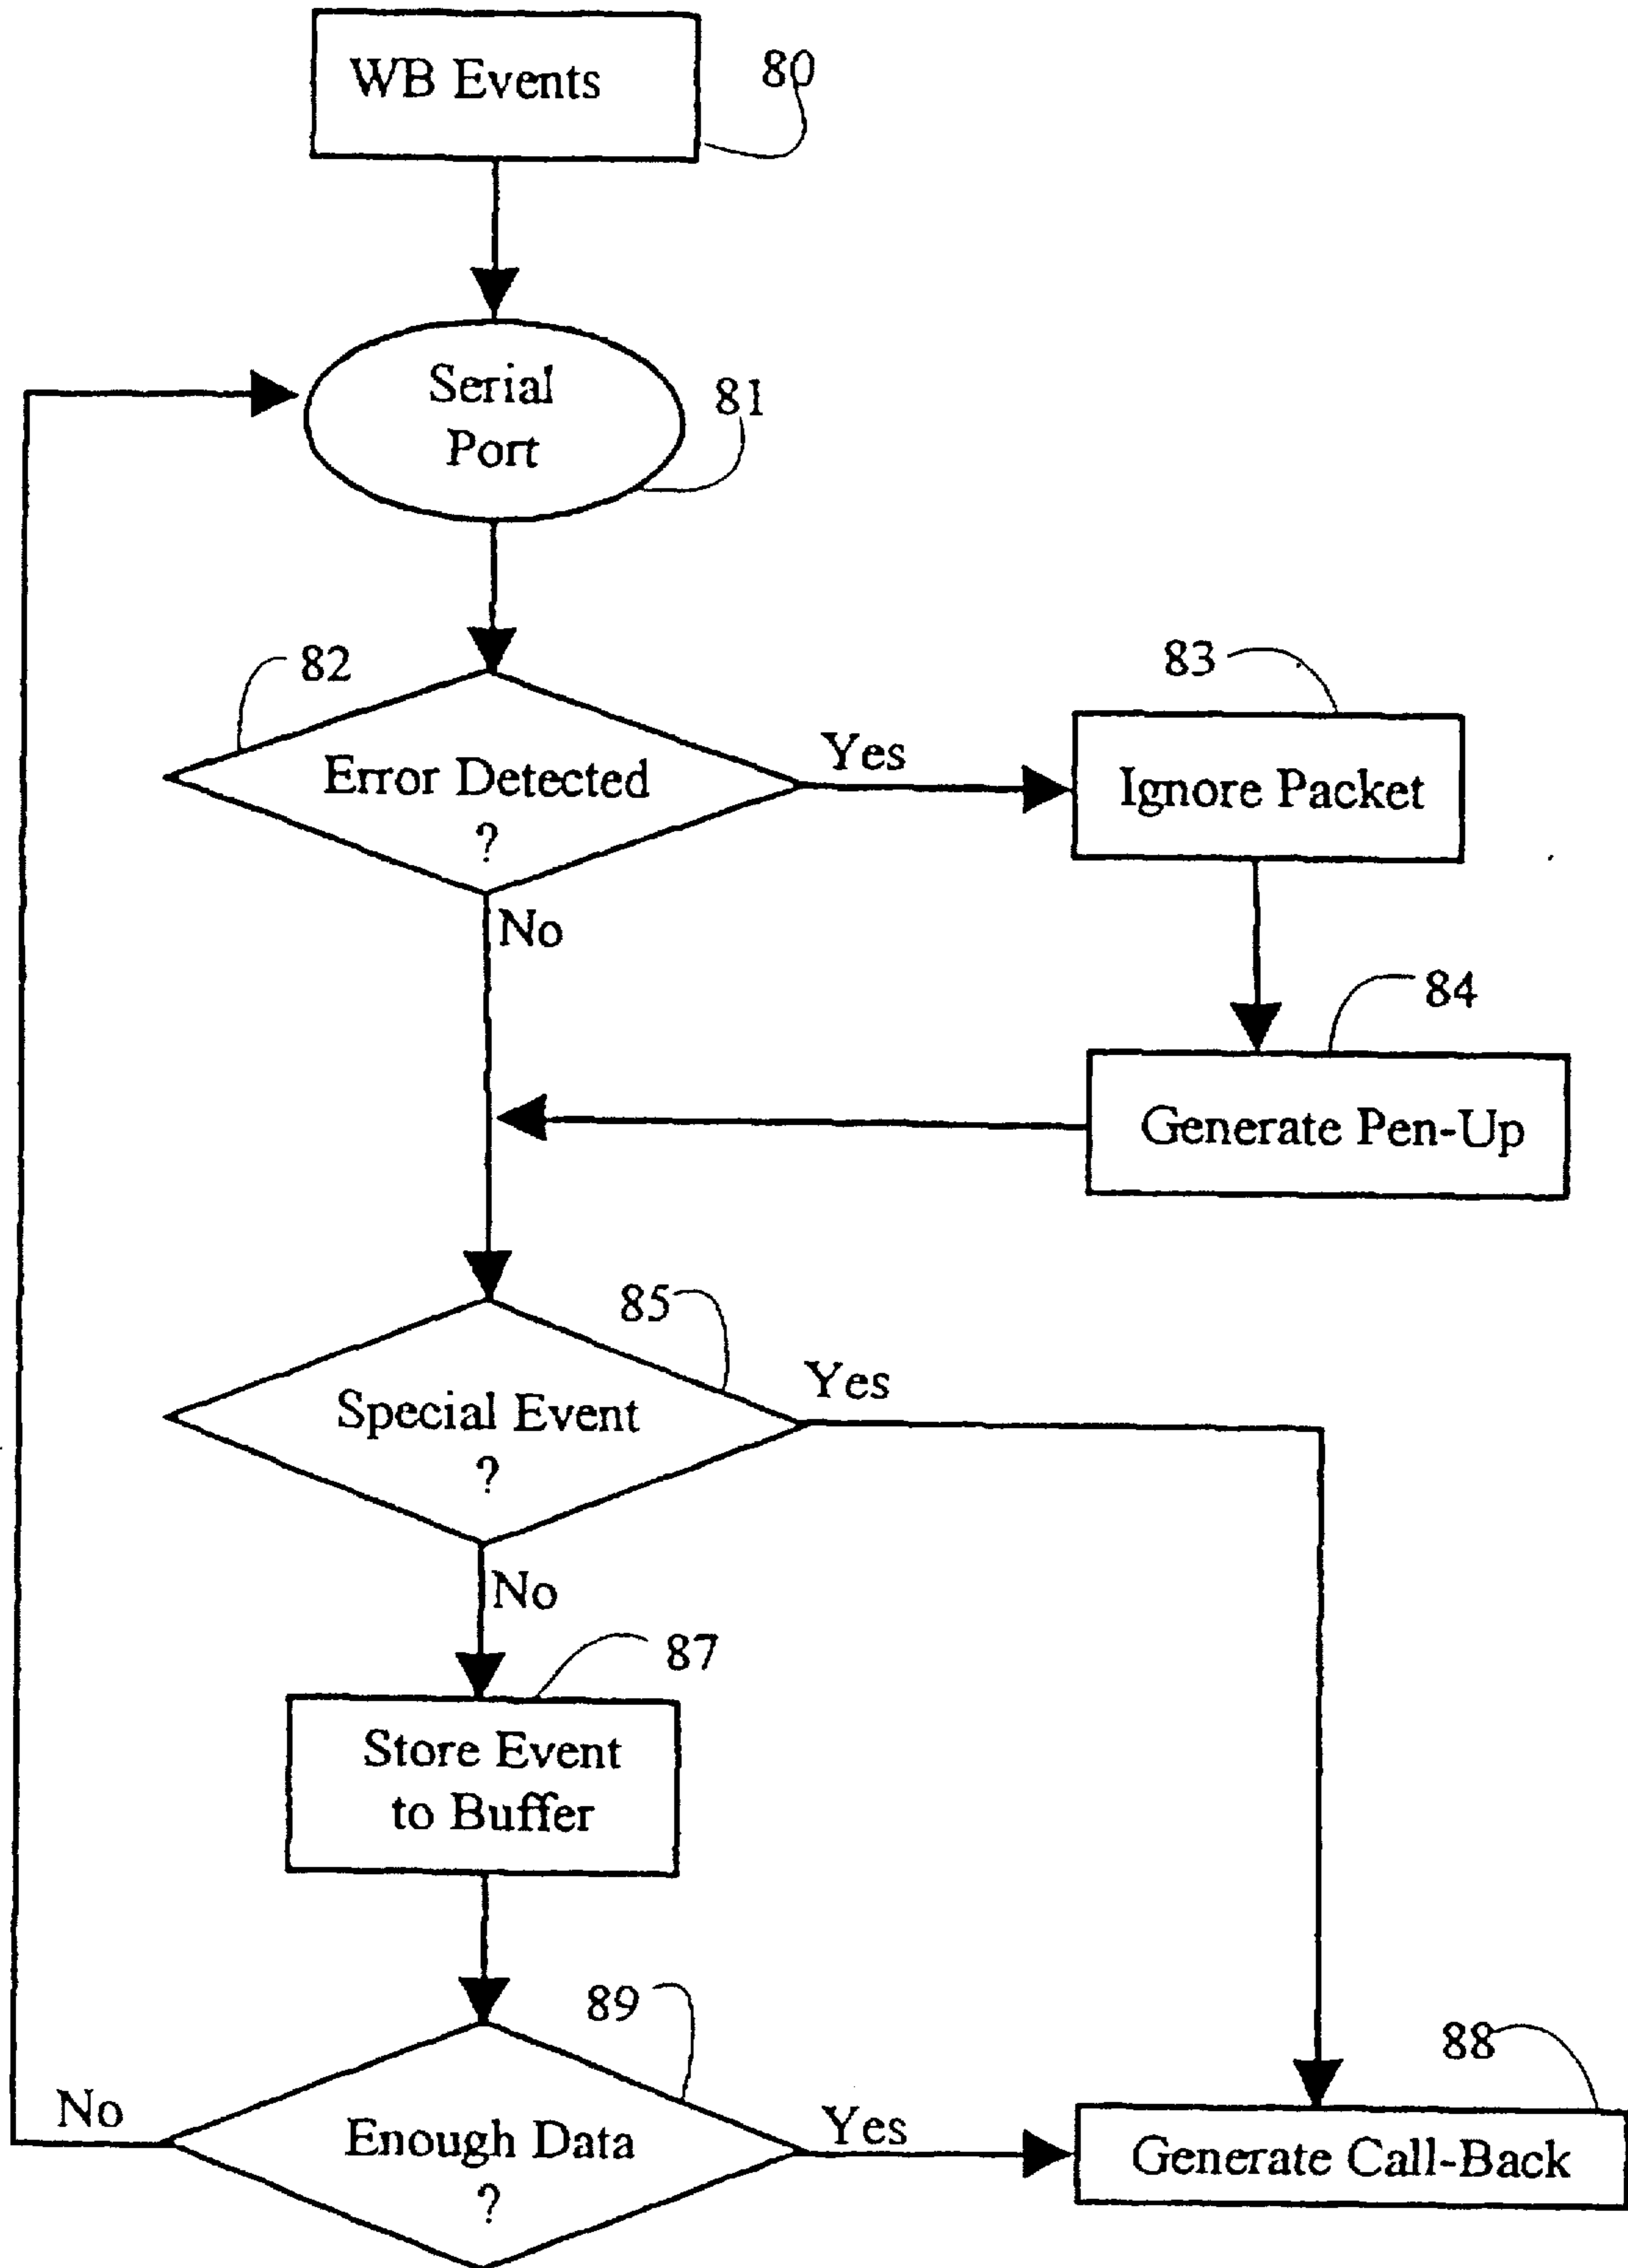 WB Events
80
Serial
Port
81
82
Error Detected
?
Yes
No
83
Ignore Packet
84
Generate Pen-Up
85
Special Event
?
Yes
No
87
Store Event
to Buffer
89
Enough Data
?
No
Yes
88
Generate Call-Back